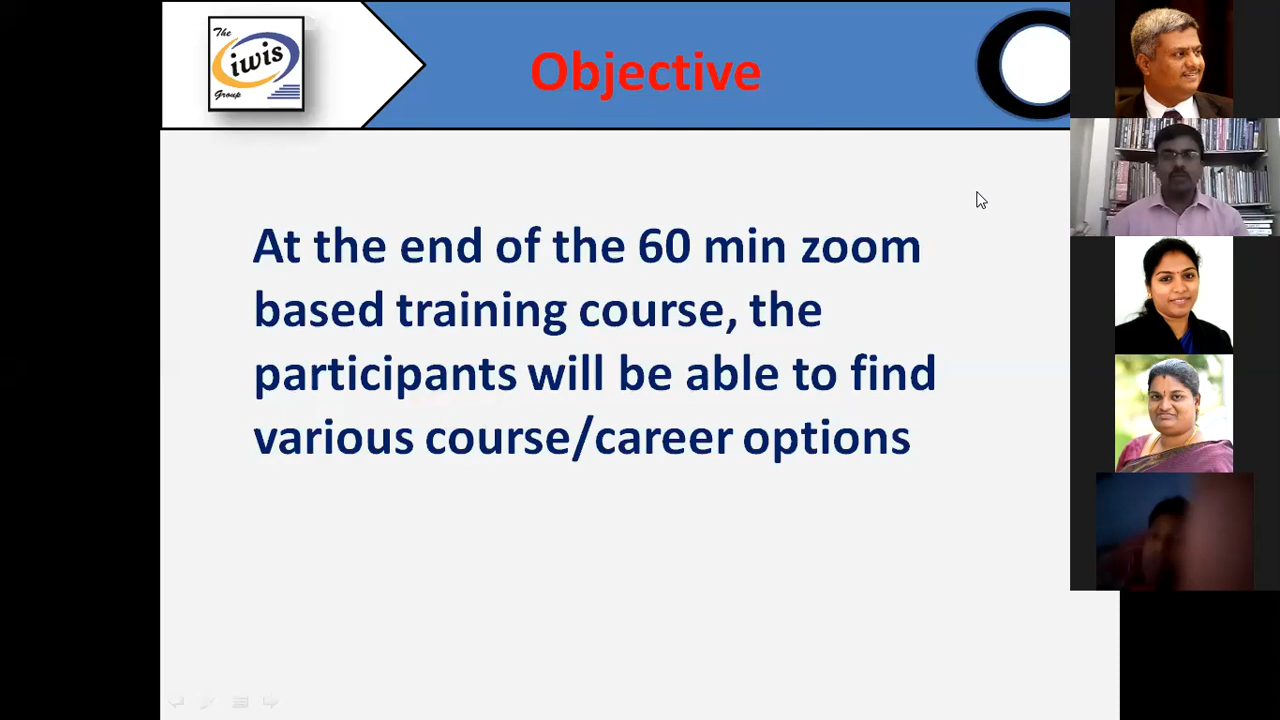 The
iwis
Group
Objective
At the end of the 60 min zoom
based training course, the
participants will be able to find
various course/career options